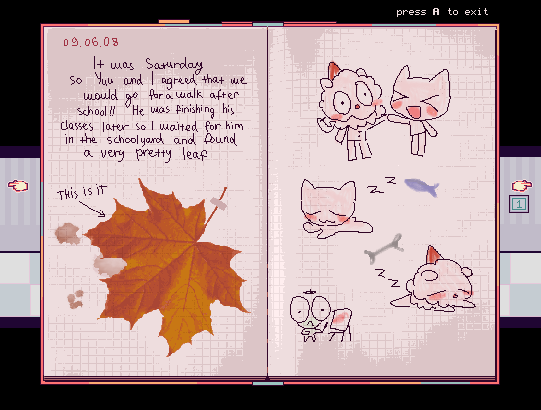 press A to exit
09.06.08
It was Saturday
so Yuu and I agreed that we
would go for a walk after
school!! He was finishing his
classes later so I waited for him
in the schoolyard and found
a very pretty leaf
THIS IS IT
z z
1
z z